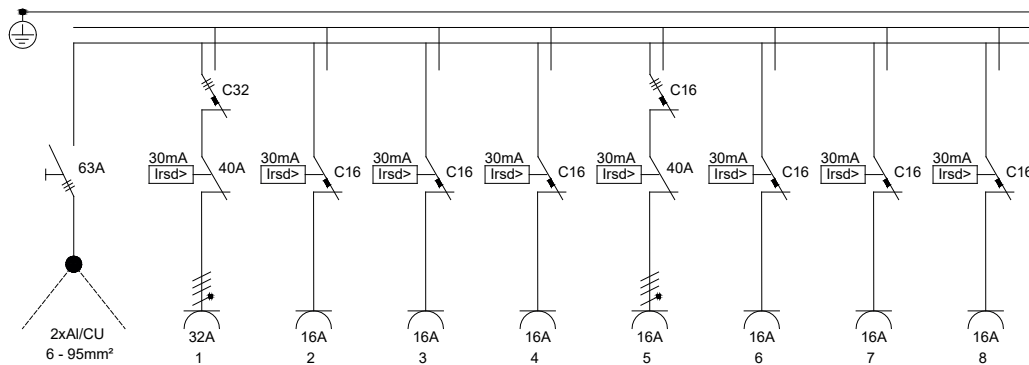 C32 C16
30mA 30mA 30mA 30mA 30mA 30mA 30mA 30mA
63A Irsd> 40A Irsd> C16 Irsd> C16 Irsd> C16 Irsd> 40A Irsd> C16 Irsd> C16 Irsd> C16
2xAl/CU 32A 16A 16A 16A 16A 16A 16A 16A
6 - 95mm² 1 2 3 4 5 6 7 8